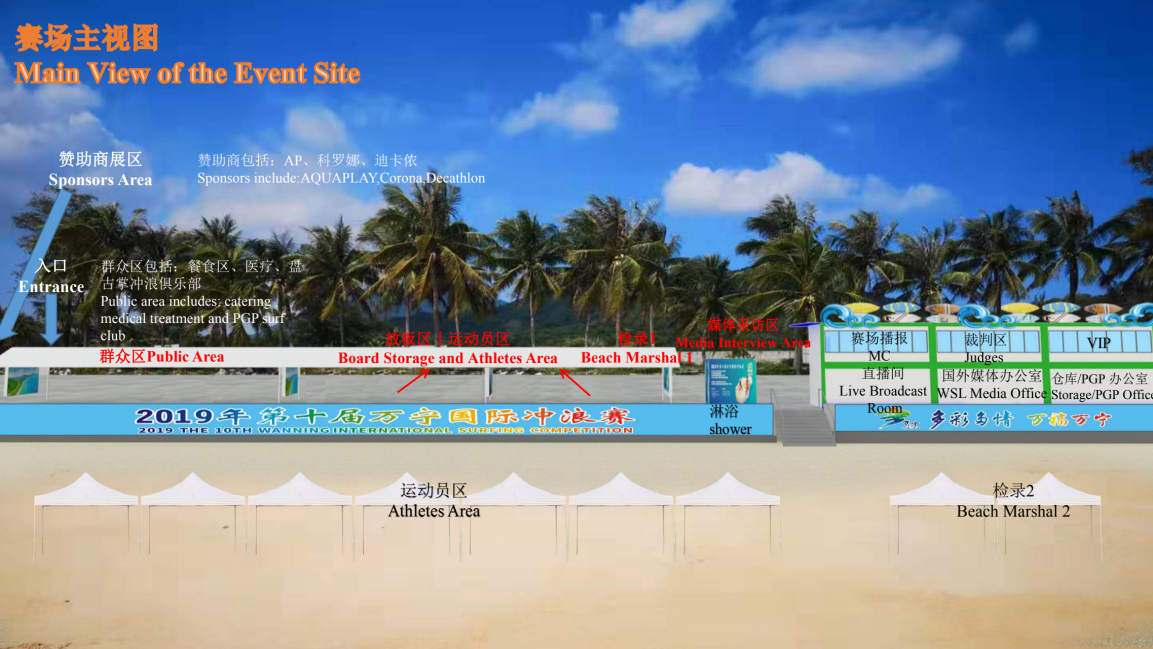 赛场主视图
Main View of the Event Site
赞助商展区
Sponsors Area
赞助商包括：AP、科罗娜、迪卡侬
Sponsors include:AQUAPLAY,Corona,Decathlon
入口
Entrance
群众区包括：餐食区、医疗、盘
古掌冲浪俱乐部
Public area includes: catering,
medical treatment and PGP surf
club
群众区Public Area
放板区丨运动员区
Board Storage and Athletes Area
检录1
Beach Marshal 1
媒体采访区
Media Interview Area
赛场播报
MC
裁判区
Judges
VIP
直播间
Live Broadcast
Room
国外媒体办公室
WSL Media Office
仓库/PGP 办公室
Storage/PGP Office
2019年第十届万宁国际冲浪赛
2019 THE 10TH WANNINGINTERNATIONAL SURFING COMPETITION
淋浴
shower
多彩乌情 万福万宁
运动员区
Athletes Area
检录2
Beach Marshal 2